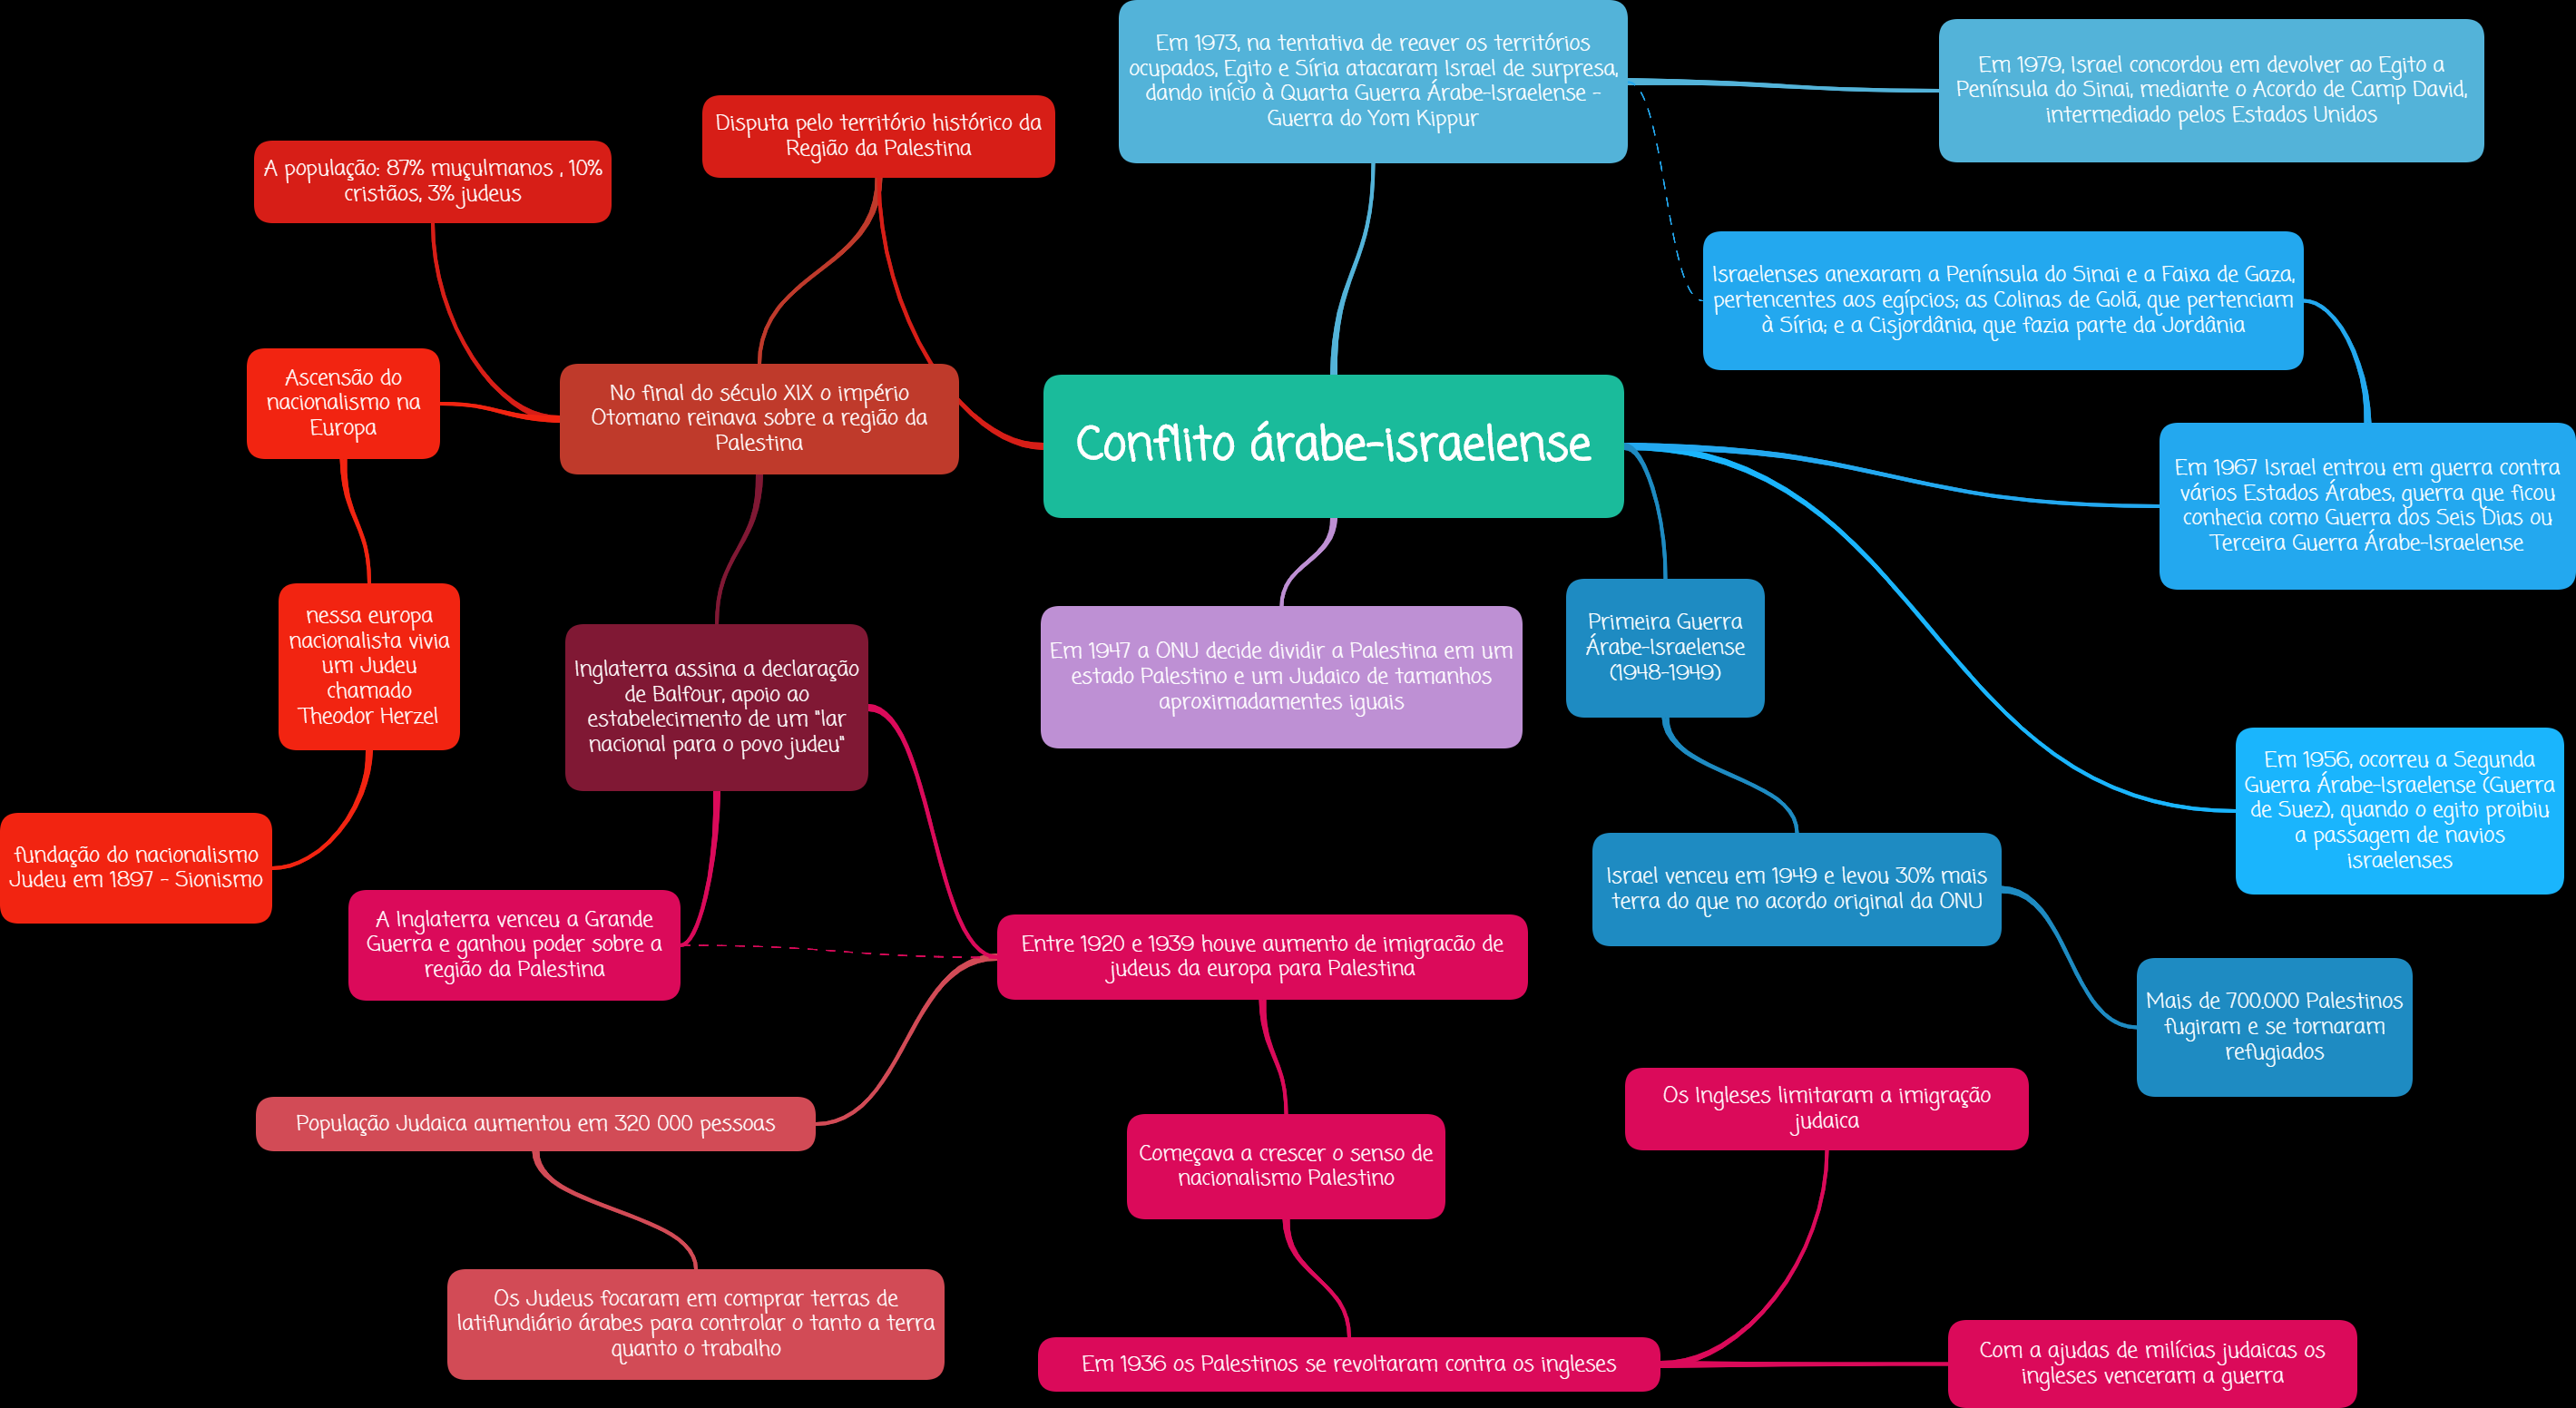 Em 1973, na tentativa de reaver os territórios
ocupados, Egito e Síria atacaram Israel de surpresa,
dando início à Quarta Guerra Árabe-Israelense -
Guerra do Yom Kippur
Em 1979, Israel concordou em devolver ao Egito a
Península do Sinai, mediante o Acordo de Camp David,
intermediado pelos Estados Unidos
Disputa pelo território histórico da
Região da Palestina
A população: 87% muçulmanos , 10%
cristãos, 3% judeus
Israelenses anexaram a Península do Sinai e a Faixa de Gaza,
pertencentes aos egípcios; as Colinas de Golã, que pertenciam
à Síria; e a Cisjordânia, que fazia parte da Jordânia
Ascensão do
nacionalismo na
Europa
No final do século XIX o império
Otomano reinava sobre a região da
Palestina
Conflito árabe-israelense
Em 1967 Israel entrou em guerra contra
vários Estados Árabes, guerra que ficou
conhecia como Guerra dos Seis Dias ou
Terceira Guerra Árabe-Israelense
nessa europa
nacionalista vivia
um Judeu
chamado
Theodor Herzel
Inglaterra assina a declaração
de Balfour, apoio ao
estabelecimento de um "lar
nacional para o povo judeu"
Em 1947 a ONU decide dividir a Palestina em um
estado Palestino e um Judaico de tamanhos
aproximadamentes iguais
Primeira Guerra
Árabe-Israelense
(1948-1949)
Em 1956, ocorreu a Segunda
Guerra Árabe-Israelense (Guerra
de Suez), quando o egito proibiu
a passagem de navios
israelenses
fundação do nacionalismo
Judeu em 1897 - Sionismo
A Inglaterra venceu a Grande
Guerra e ganhou poder sobre a
região da Palestina
Entre 1920 e 1939 houve aumento de imigracão de
judeus da europa para Palestina
Israel venceu em 1949 e levou 30% mais
terra do que no acordo original da ONU
Mais de 700.000 Palestinos
fugiram e se tornaram
refugiados
População Judaica aumentou em 320 000 pessoas
Começava a crescer o senso de
nacionalismo Palestino
Os Ingleses limitaram a imigração
judaica
Os Judeus focaram em comprar terras de
latifundiário árabes para controlar o tanto a terra
quanto o trabalho
Em 1936 os Palestinos se revoltaram contra os ingleses
Com a ajudas de milícias judaicas os
ingleses venceram a guerra